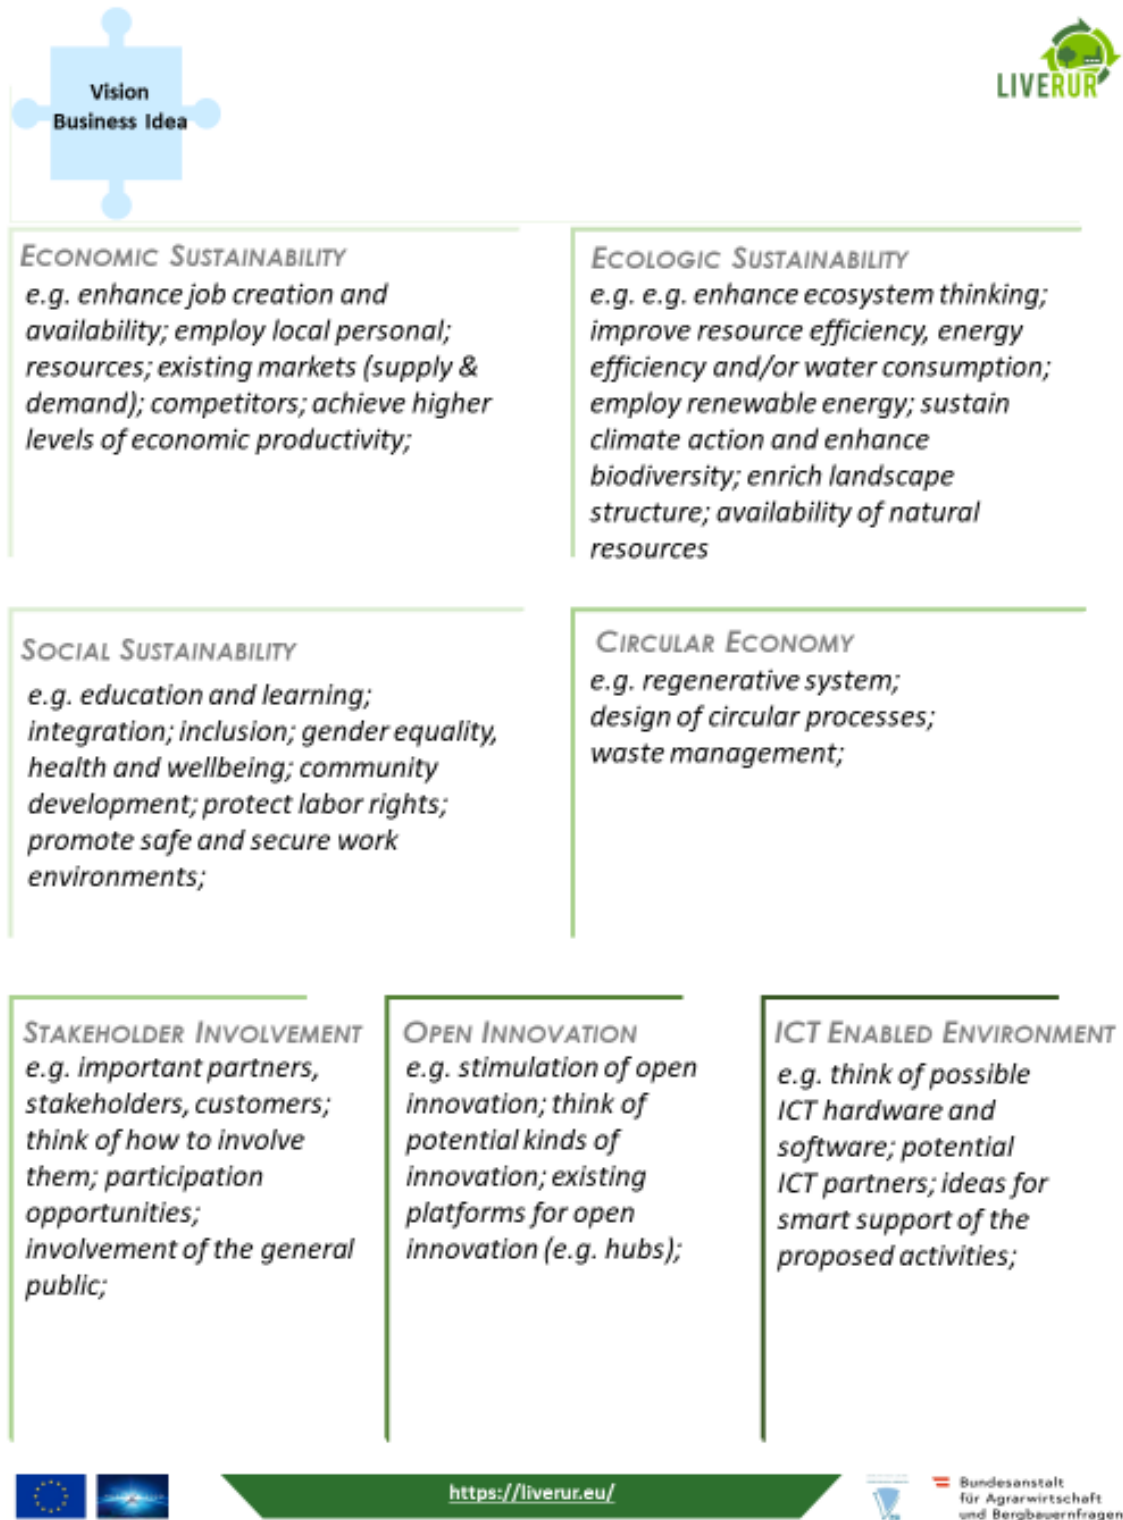 Vision
Business Idea
LIVERUR
ECONOMIC SUSTAINABILITY
e.g. enhance job creation and
availability; employ local personal;
resources; existing markets (supply &
demand); competitors; achieve higher
levels of economic productivity;
ECOLOGIC SUSTAINABILITY
e.g. e.g. enhance ecosystem thinking;
improve resource efficiency, energy
efficiency and/or water consumption;
employ renewable energy; sustain
climate action and enhance
biodiversity; enrich landscape
structure; availability of natural
resources
SOCIAL SUSTAINABILITY
e.g. education and learning;
integration; inclusion; gender equality,
health and wellbeing; community
development; protect labor rights;
promote safe and secure work
environments;
CIRCULAR ECONOMY
e.g. regenerative system;
design of circular processes;
waste management;
STAKEHOLDER INVOLVEMENT
e.g. important partners,
stakeholders, customers;
think of how to involve
them; participation
opportunities;
involvement of the general
public;
OPEN INNOVATION
e.g. stimulation of open
innovation; think of
potential kinds of
innovation; existing
platforms for open
innovation (e.g. hubs);
ICT ENABLED ENVIRONMENT
e.g. think of possible
ICT hardware and
software; potential
ICT partners; ideas for
smart support of the
proposed activities;
https://liverur.eu/
Bundesanstalt
für Agrarwirtschaft
und Bergbauernfragen